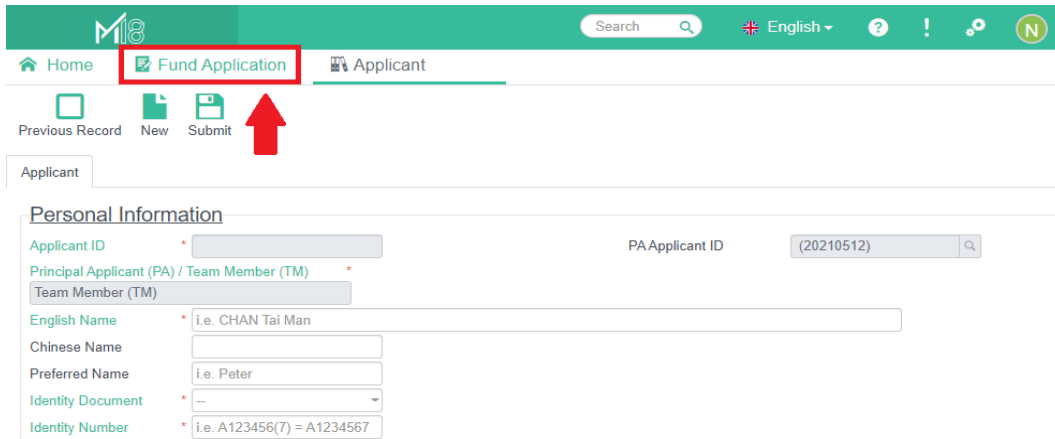 M18 Search English ? ! N
Home Fund Application Applicant
Previous Record New Submit
Applicant
Personal Information
Applicant ID * PA Applicant ID (20210512)
Principal Applicant (PA) / Team Member (TM) *
Team Member (TM)
English Name * i.e. CHAN Tai Man
Chinese Name
Preferred Name i.e. Peter
Identity Document * --
Identity Number * i.e. A123456(7) = A1234567